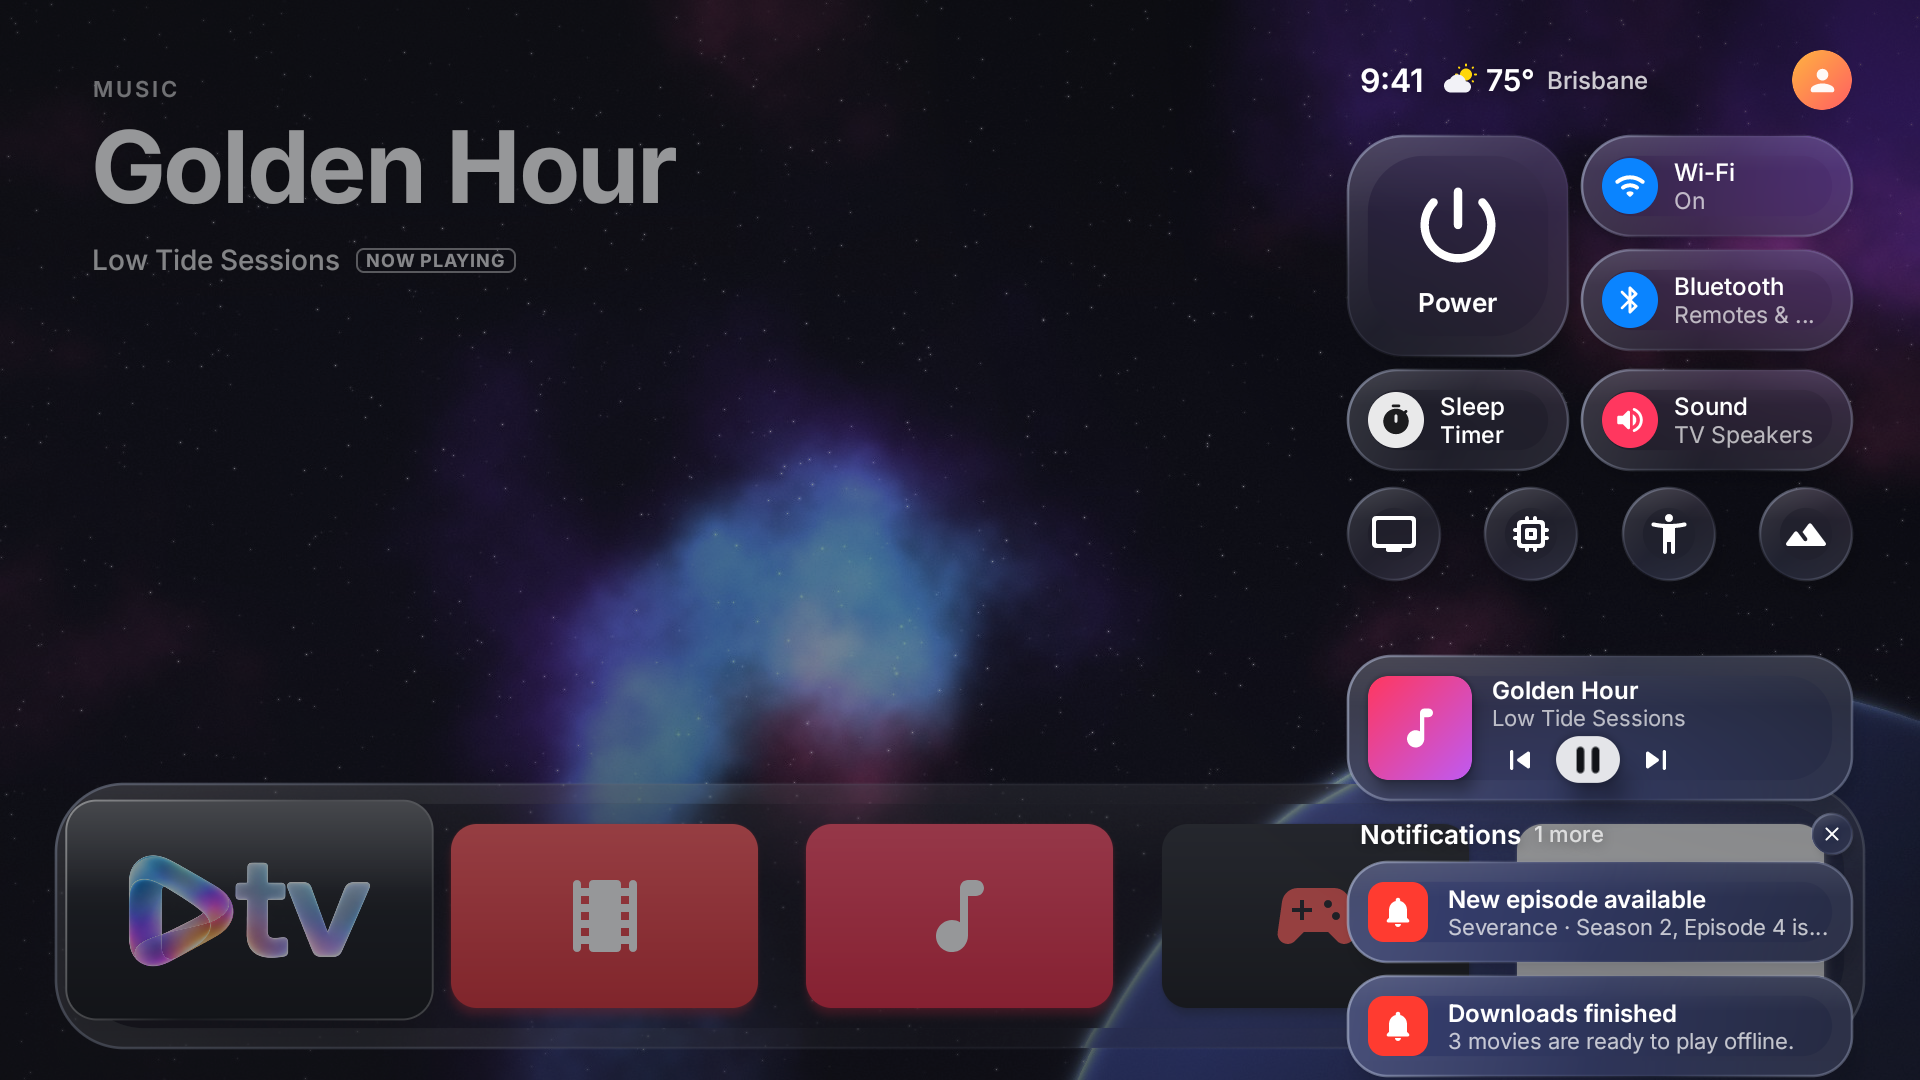 MUSIC
Golden Hour
Low Tide Sessions NOW PLAYING
9:41 75° Brisbane
Power
Wi-Fi
On
Bluetooth
Remotes & ...
Sleep
Timer
Sound
TV Speakers
Golden Hour
Low Tide Sessions
Notifications 1 more
New episode available
Severance · Season 2, Episode 4 is...
Downloads finished
3 movies are ready to play offline.
tv